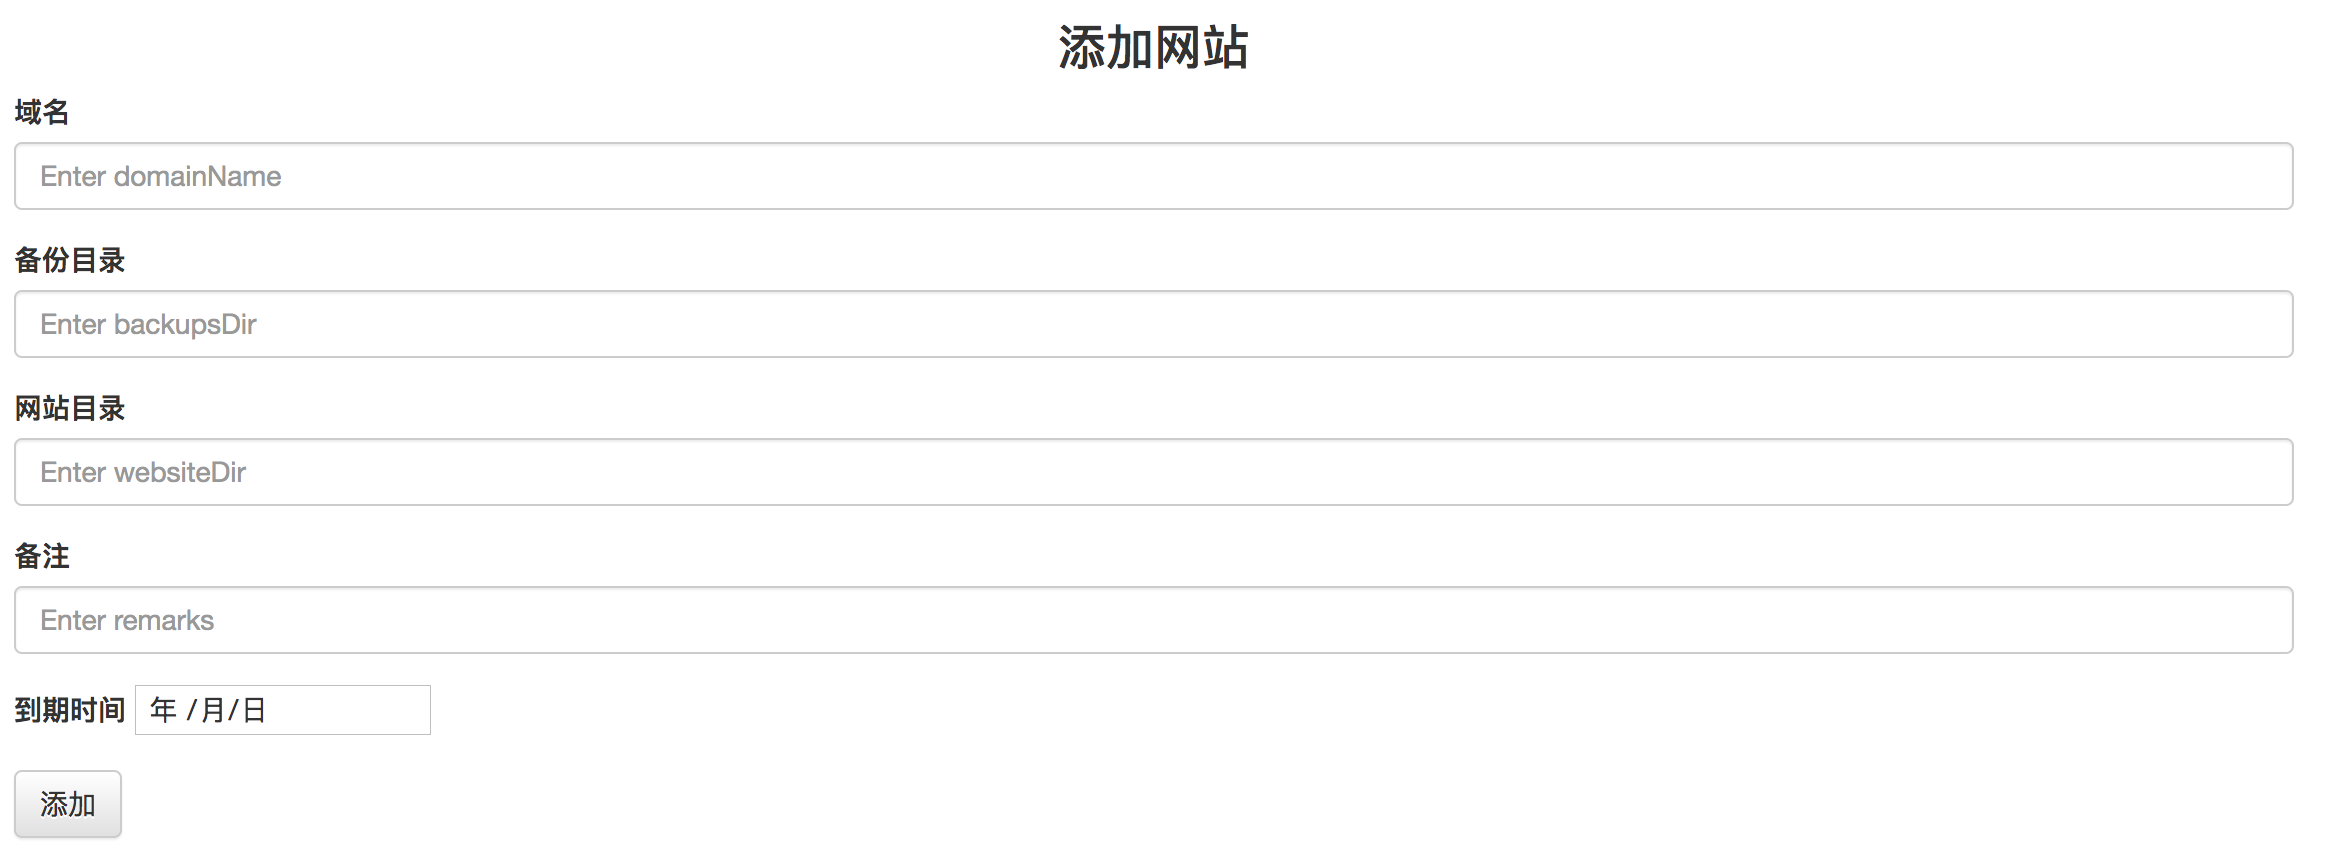 添加网站
域名
Enter domainName
备份目录
Enter backupsDir
网站目录
Enter websiteDir
备注
Enter remarks
到期时间 年 /月/日
添加